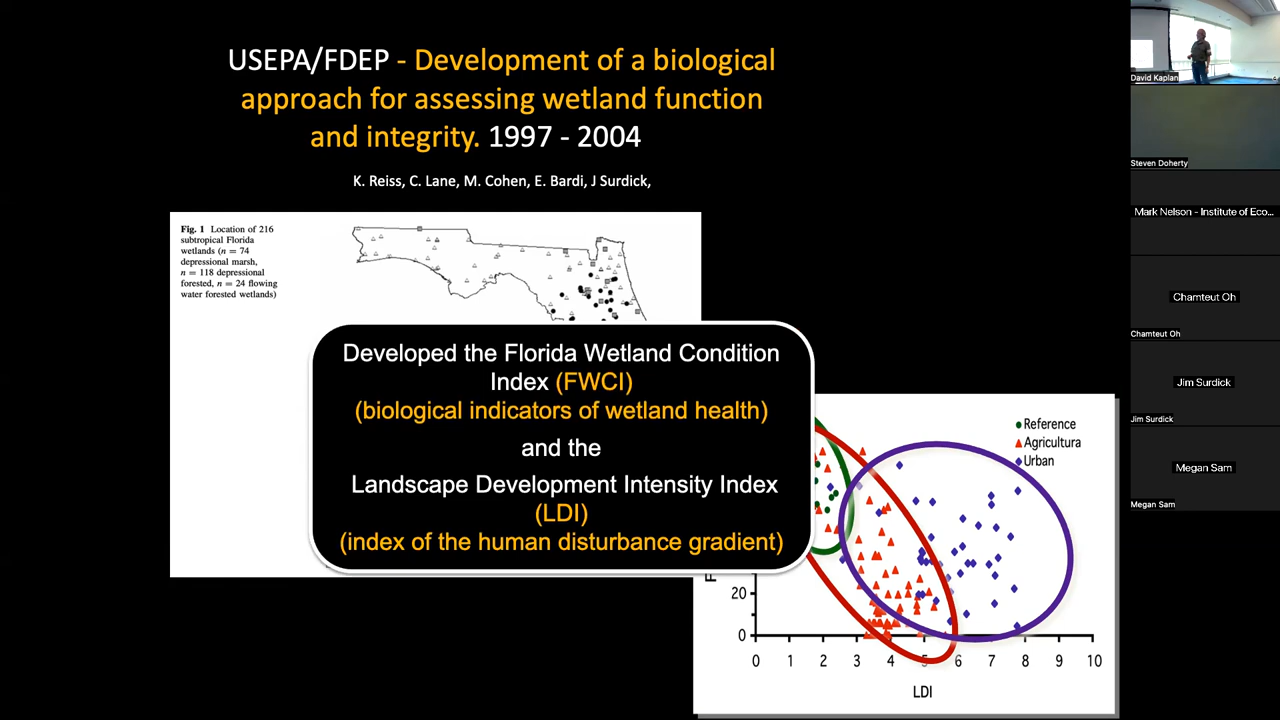 USEPA/FDEP - Development of a biological
approach for assessing wetland function
and integrity. 1997 - 2004
K. Reiss, C. Lane, M. Cohen, E. Bardi, J Surdick,
Fig. 1 Location of 216
subtropical Florida
wetlands (n = 74
depressional marsh,
n = 118 depressional
forested, n = 24 flowing
water forested wetlands)
Developed the Florida Wetland Condition
Index (FWCI)
(biological indicators of wetland health)
and the
Landscape Development Intensity Index
(LDI)
(index of the human disturbance gradient)
Reference
Agricultura
Urban
20
0
0 1 2 3 4 5 6 7 8 9 10
LDI
David Kaplan
Steven Doherty
Mark Nelson - Institute of Eco...
Chamteut Oh
Chamteut Oh
Jim Surdick
Jim Surdick
Megan Sam
Megan Sam